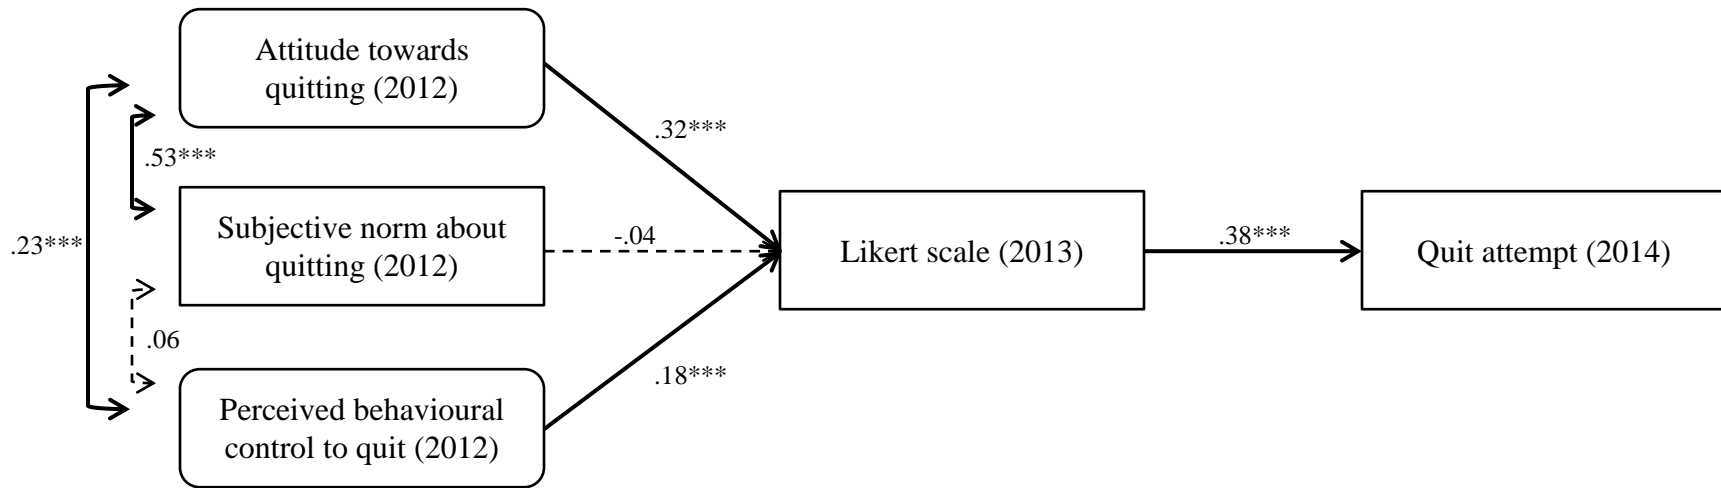 Attitude towards
quitting (2012)
.32***
.53***
Subjective norm about
quitting (2012)
.23***
-.04
Likert scale (2013)
.38***
Quit attempt (2014)
.06
.18***
Perceived behavioural
control to quit (2012)